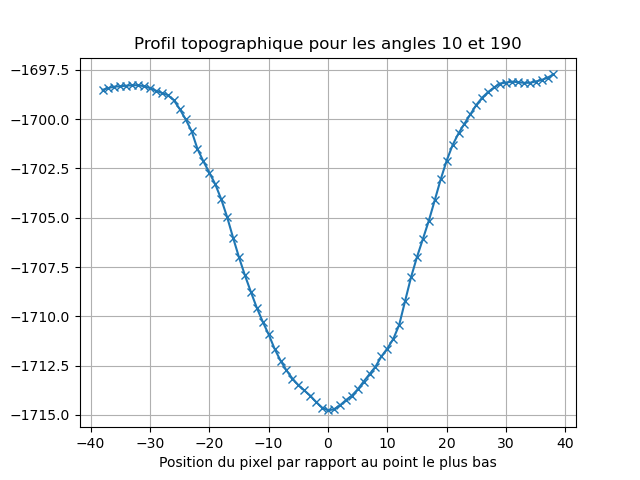 Profil topographique pour les angles 10 et 190
−1697.5
−1700.0
−1702.5
−1705.0
−1707.5
−1710.0
−1712.5
−1715.0
−40 −30 −20 −10 0 10 20 30 40
Position du pixel par rapport au point le plus bas